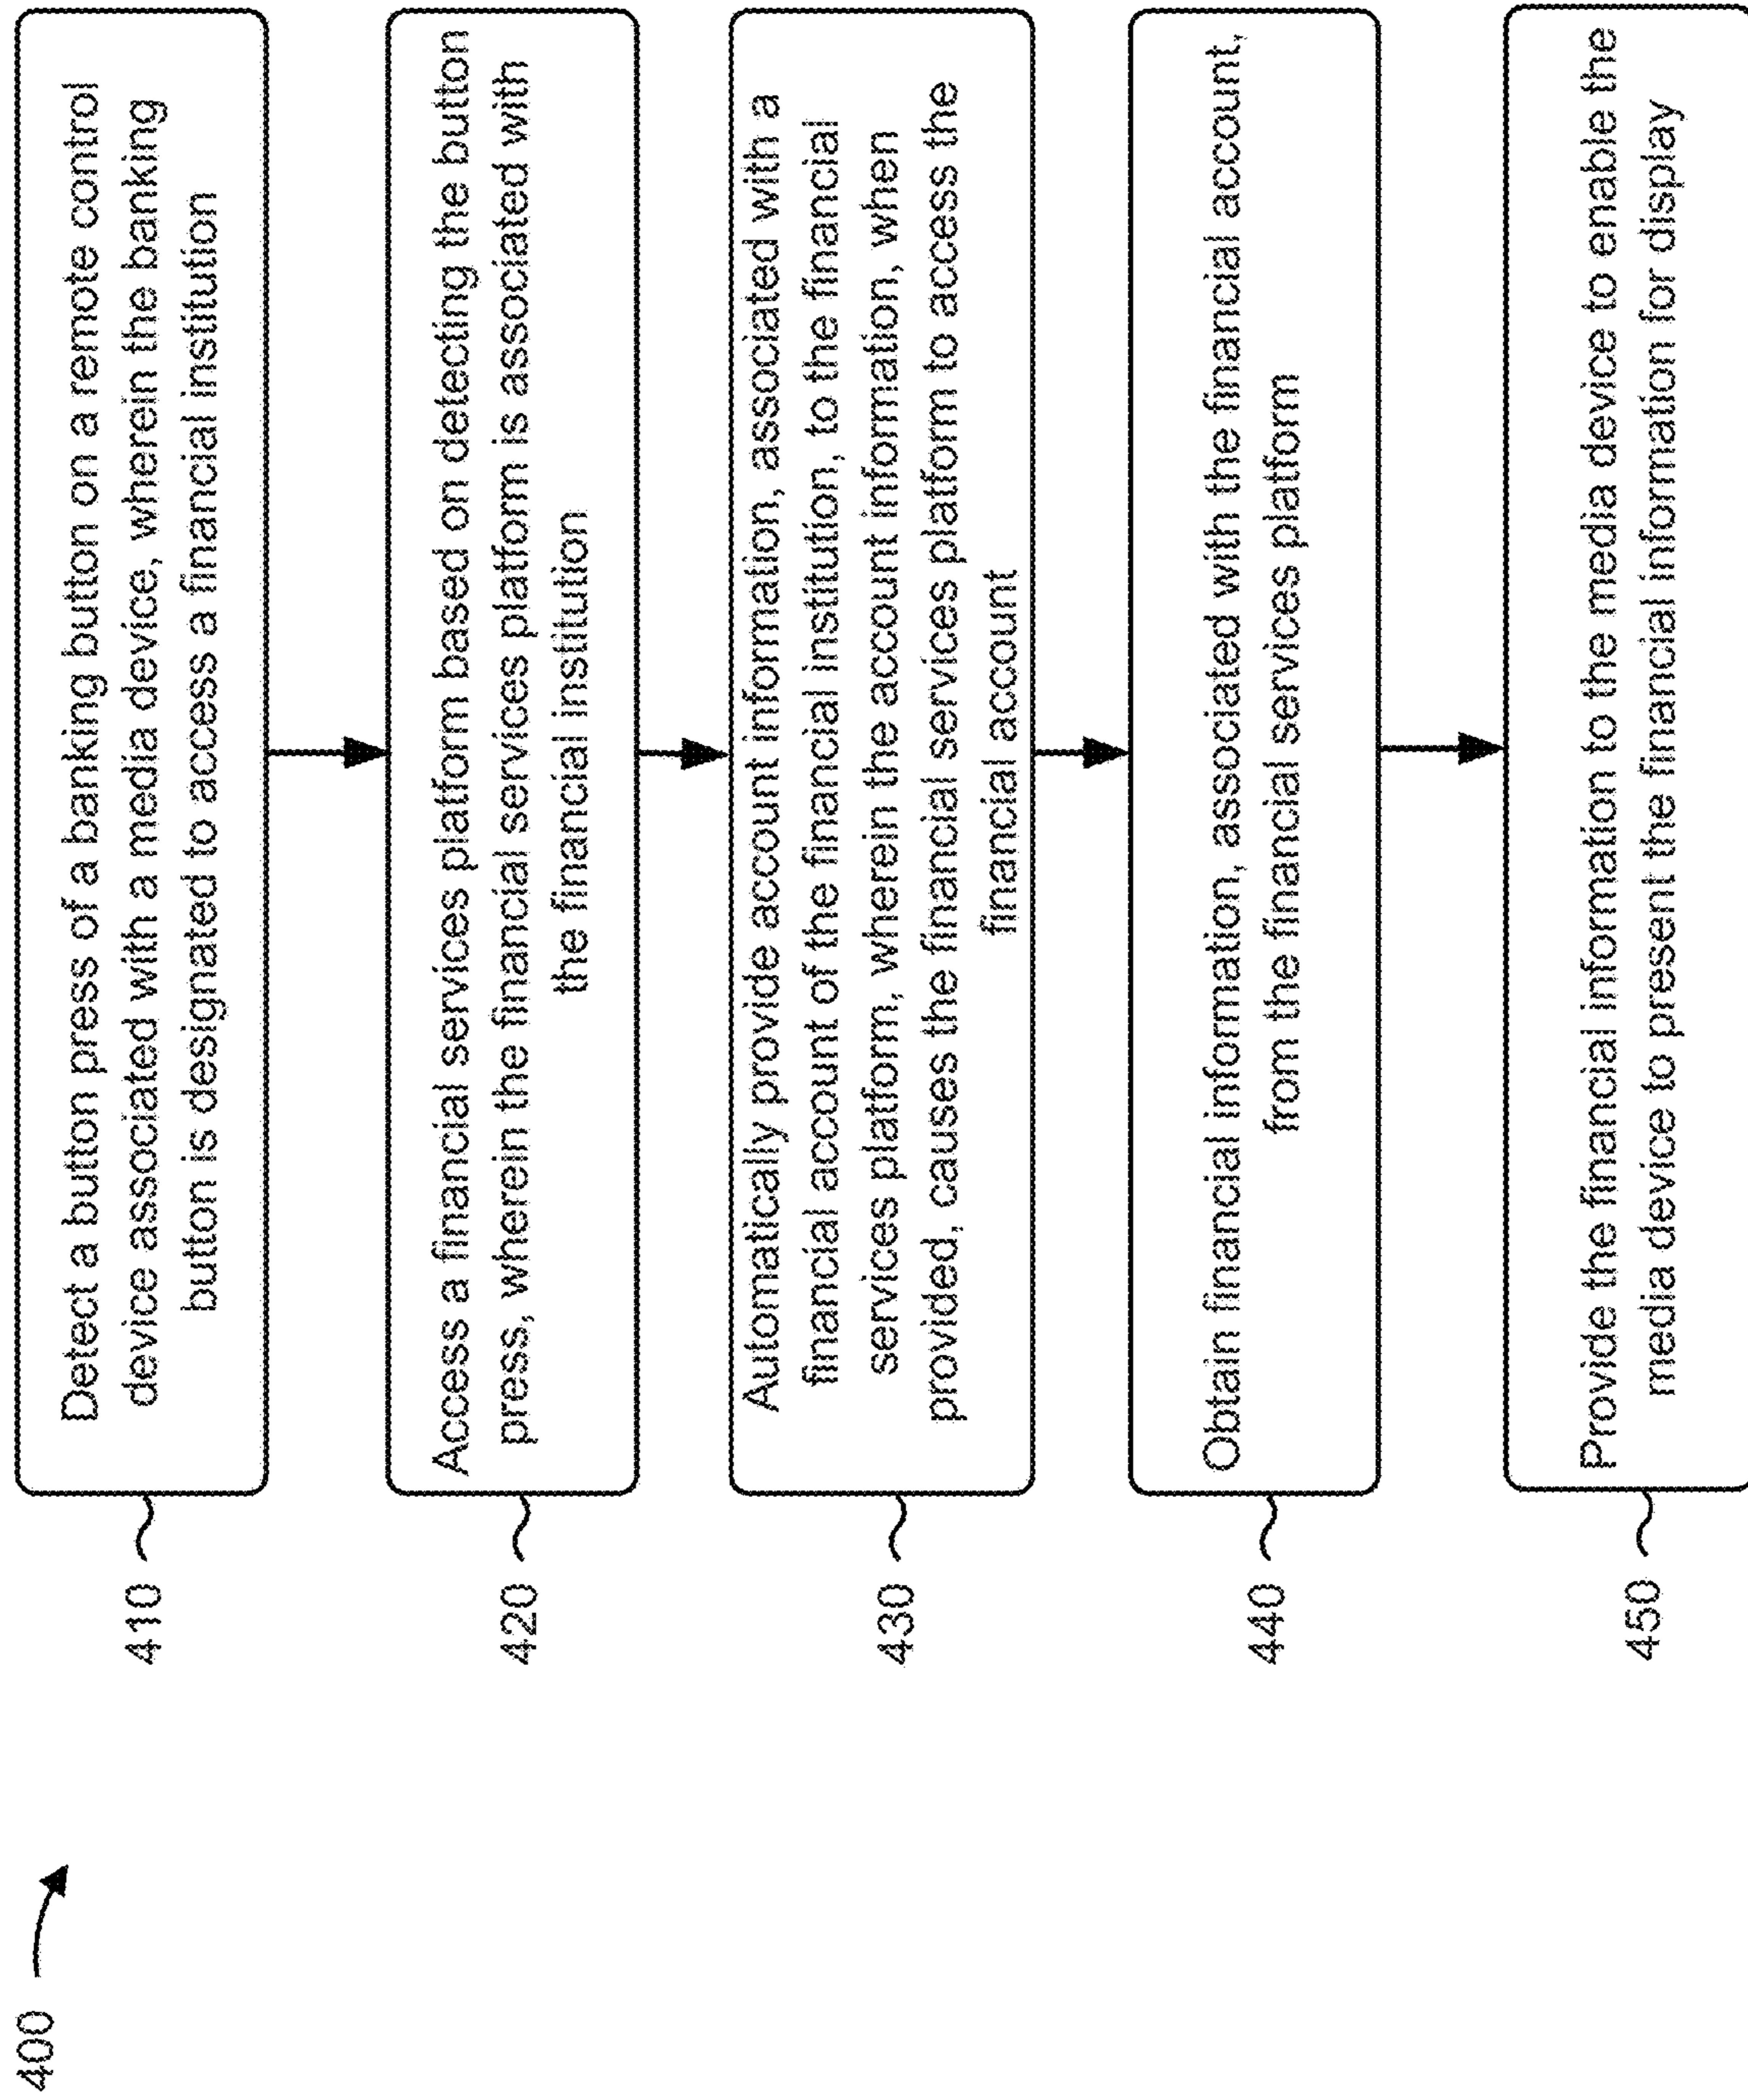 400
410
Detect a button press of a banking button on a remote control
device associated with a media device, wherein the banking
button is designated to access a financial institution
420
Access a financial services platform based on detecting the button
press, wherein the financial services platform is associated with
the financial institution
430
Automatically provide account information, associated with a
financial account of the financial institution, to the financial
services platform, wherein the account information, when
provided, causes the financial services platform to access the
financial account
440
Obtain financial information, associated with the financial account,
from the financial services platform
450
Provide the financial information to the media device to enable the
media device to present the financial information for display